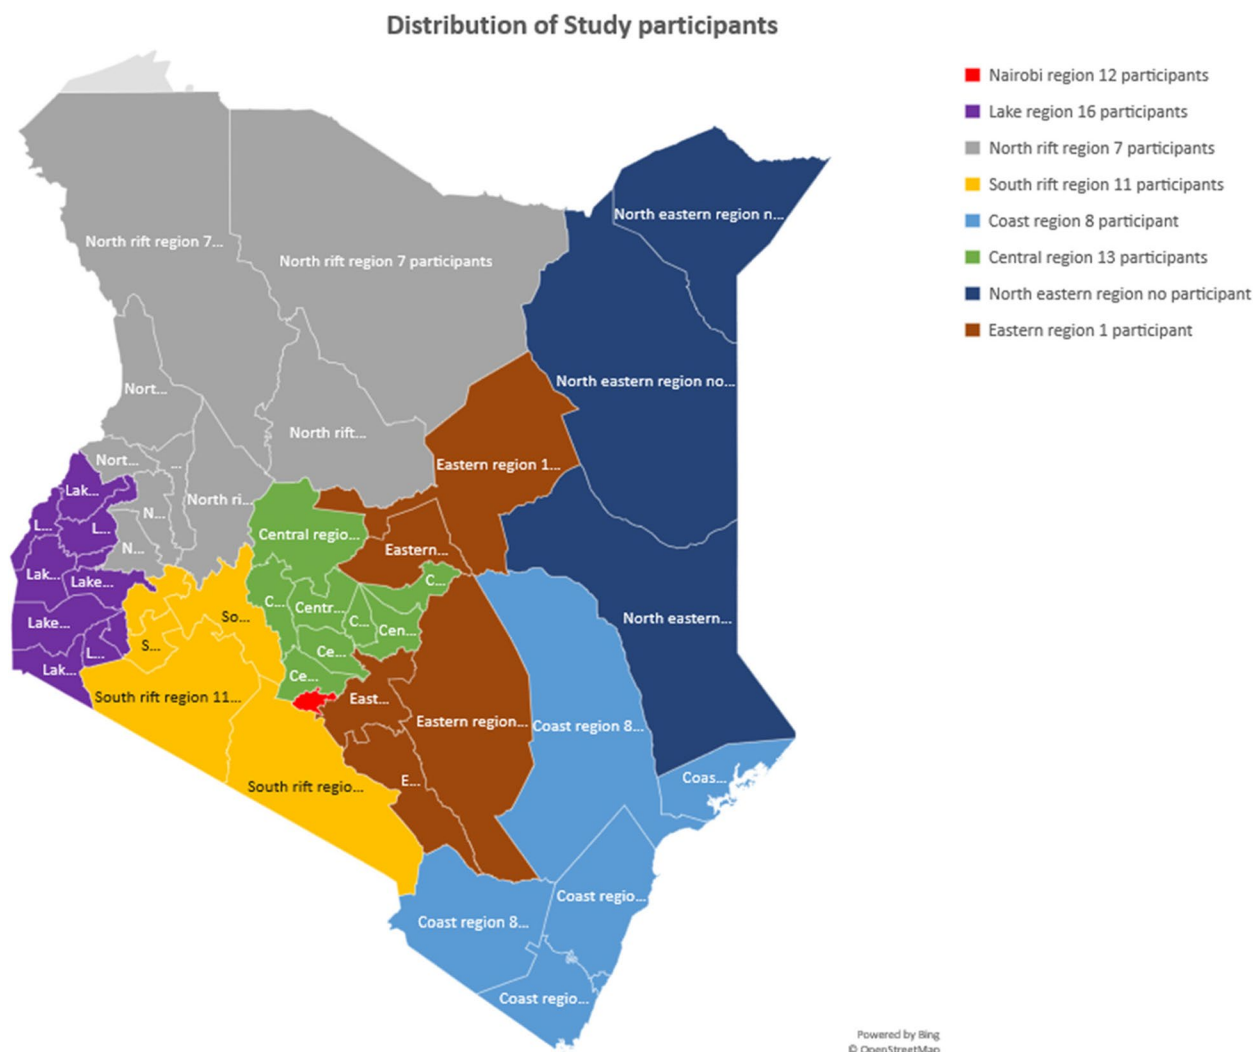 Distribution of Study participants
Nairobi region 12 participants
Lake region 16 participants
North rift region 7 participants
South rift region 11 participants
Coast region 8 participant
Central region 13 participants
North eastern region no participant
Eastern region 1 participant
North eastern region n...
North rift region 7...
North rift region 7 participants
North eastern region no...
Nort...
North rift...
Nort...
...
Eastern region 1...
Lak...
North ri...
N...
L...
L...
Central regio...
N...
Eastern...
Lak...
Lake...
C...
C...
Centr...
So...
Lake...
C...
Cen...
North eastern...
S...
L...
Ce...
Lak...
Ce...
South rift region 11...
East...
Eastern region...
Coast region 8...
South rift regio...
E...
Coas...
Coast regio...
Coast region 8...
Coast regio...
Powered by Bing
© OpenStreetMap